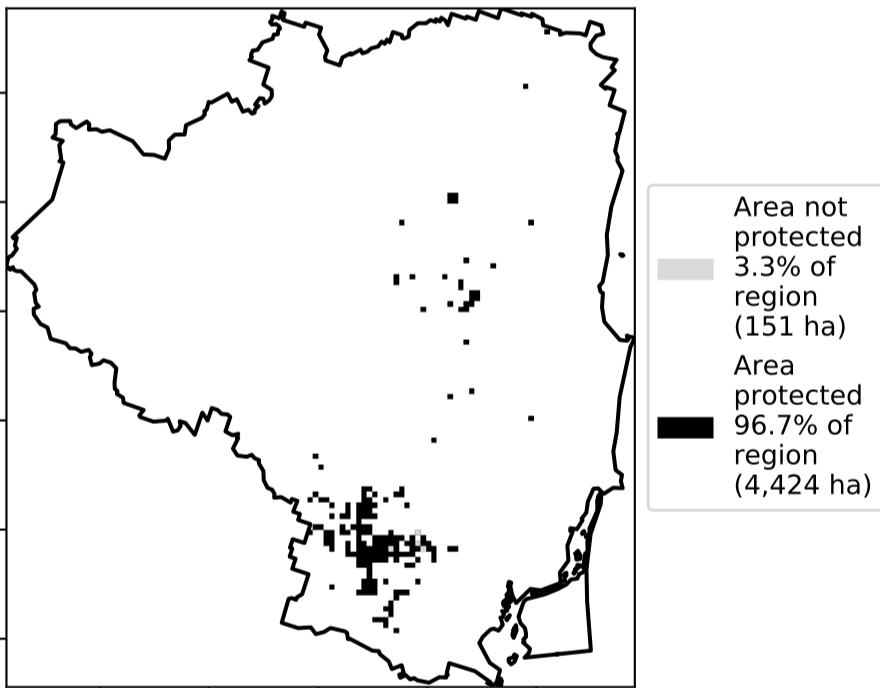 Area not
protected
3.3% of
region
(151 ha)
Area
protected
96.7% of
region
(4,424 ha)